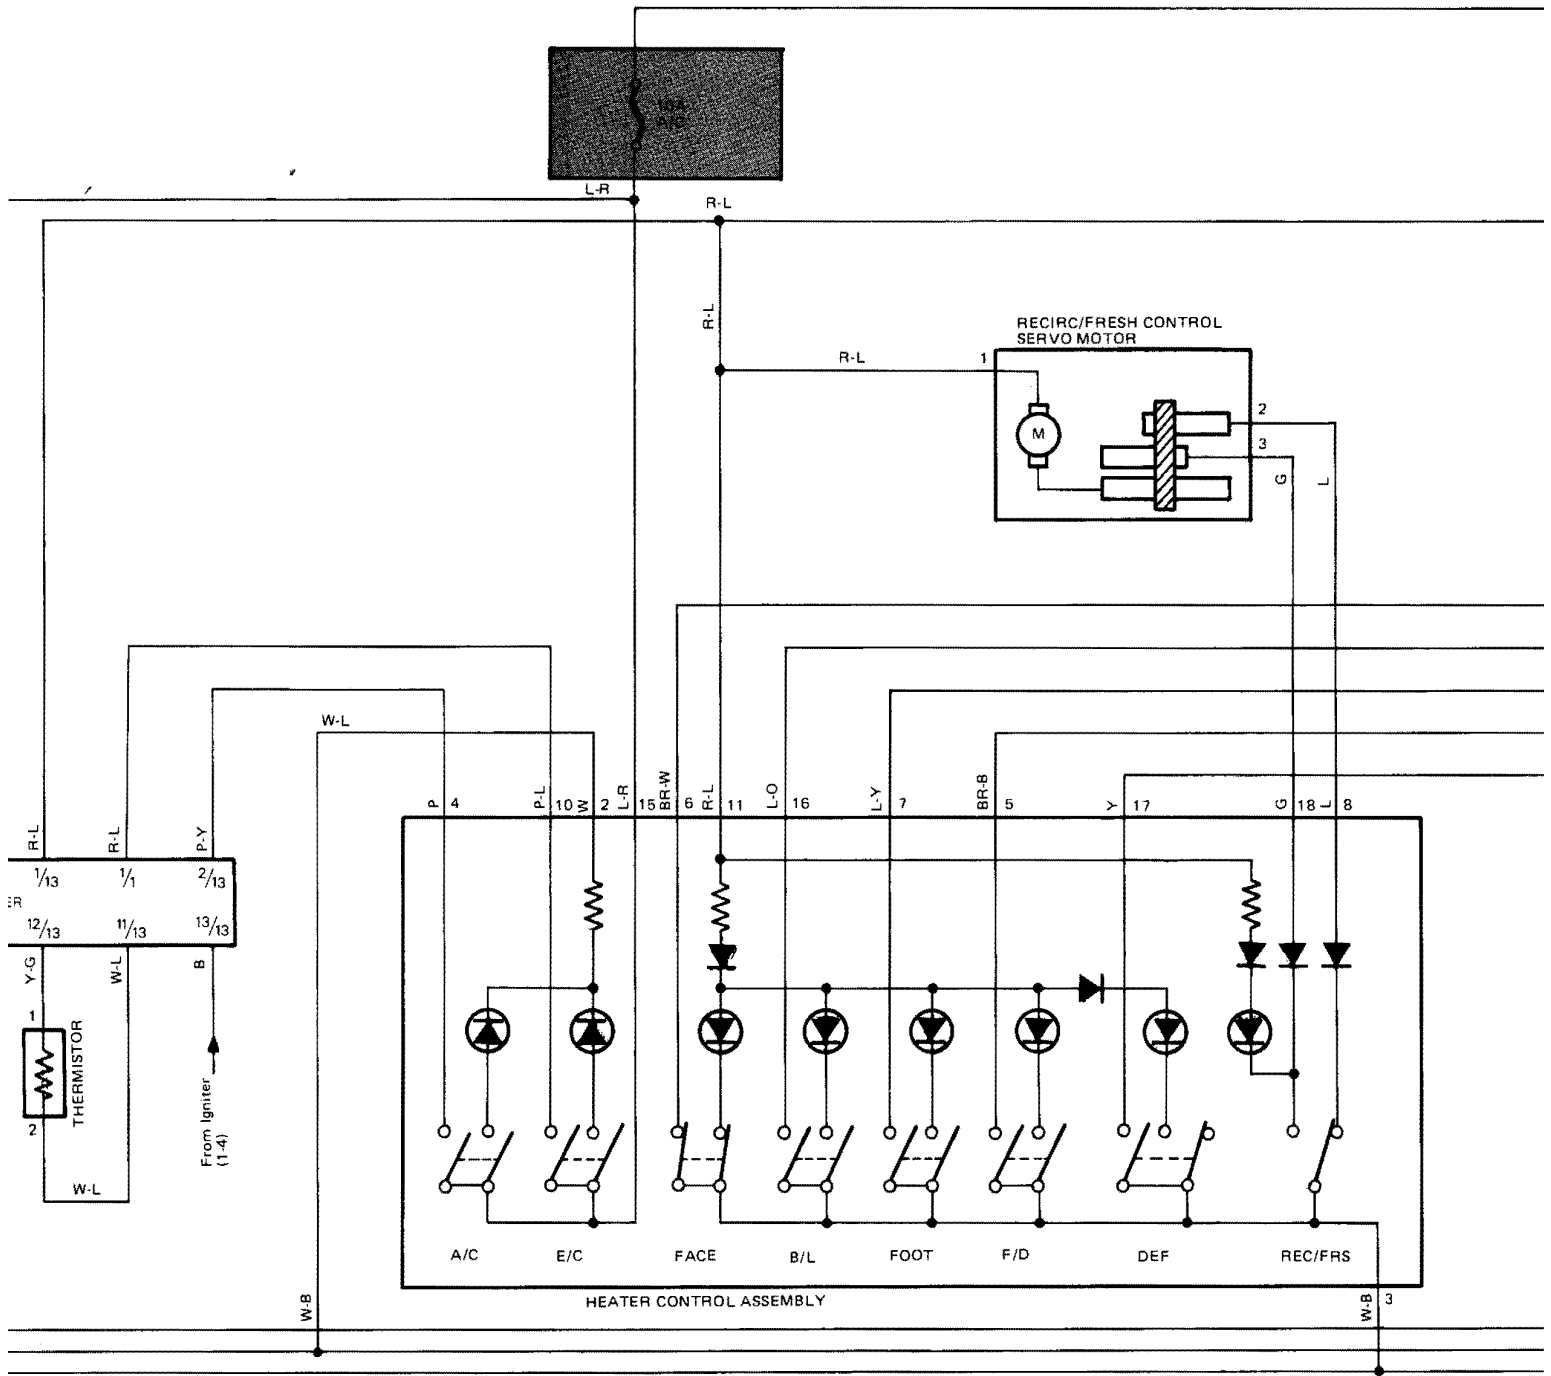 10A
A/C
L-R
R-L
R-L
RECIRC/FRESH CONTROL
SERVO MOTOR
R-L
1
M
2
3
G
L
W-L
P
4
P-L
10
W
2
L-R
15
BR-W
6
R-L
11
L-O
16
L-Y
7
BR-B
5
Y
17
G
18
L
8
R-L
R-L
P-Y
1/13
1/1
2/13
ER
12/13
11/13
13/13
Y-G
W-L
B
1
THERMISTOR
2
From Igniter
(1-4)
W-L
A/C
E/C
FACE
B/L
FOOT
F/D
DEF
REC/FRS
HEATER CONTROL ASSEMBLY
W-B
W-B
3